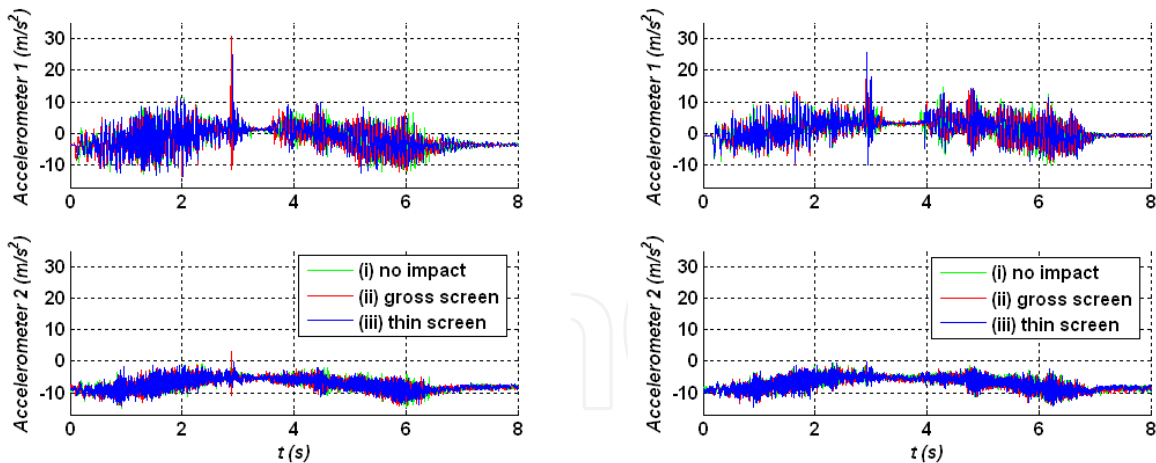 Accelerometer 1 (m/s²)
30
20
10
0
-10
0 2 4 6 8
Accelerometer 1 (m/s²)
30
20
10
0
-10
0 2 4 6 8
Accelerometer 2 (m/s²)
30
20
10
0
-10
(i) no impact
(ii) gross screen
(iii) thin screen
0 2 4 6 8
t (s)
Accelerometer 2 (m/s²)
30
20
10
0
-10
(i) no impact
(ii) gross screen
(iii) thin screen
0 2 4 6 8
t (s)